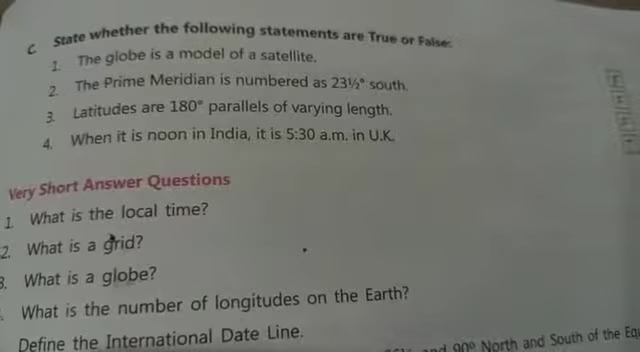 C State whether the following statements are True or False:
1. The globe is a model of a satellite.
2. The Prime Meridian is numbered as 23½° south.
3. Latitudes are 180° parallels of varying length.
4. When it is noon in India, it is 5:30 a.m. in U.K.
Very Short Answer Questions
1. What is the local time?
2. What is a grid?
3. What is a globe?
What is the number of longitudes on the Earth?
Define the International Date Line.
and 90° North and South of the